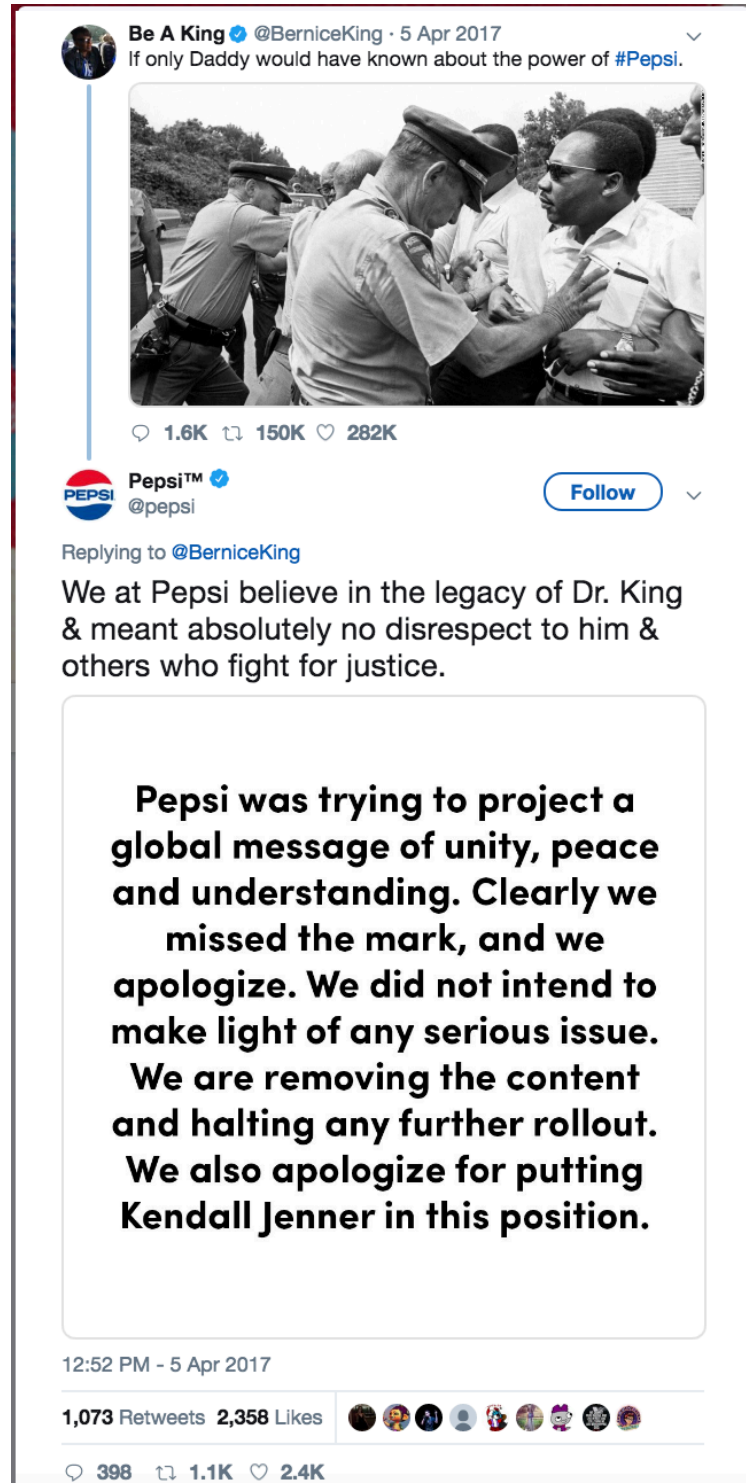 Be A King @BerniceKing · 5 Apr 2017
If only Daddy would have known about the power of #Pepsi.
1.6K 150K 282K
PEPSI
Pepsi™
@pepsi
Follow
Replying to @BerniceKing
We at Pepsi believe in the legacy of Dr. King
& meant absolutely no disrespect to him &
others who fight for justice.
Pepsi was trying to project a
global message of unity, peace
and understanding. Clearly we
missed the mark, and we
apologize. We did not intend to
make light of any serious issue.
We are removing the content
and halting any further rollout.
We also apologize for putting
Kendall Jenner in this position.
12:52 PM - 5 Apr 2017
1,073 Retweets 2,358 Likes
398 1.1K 2.4K